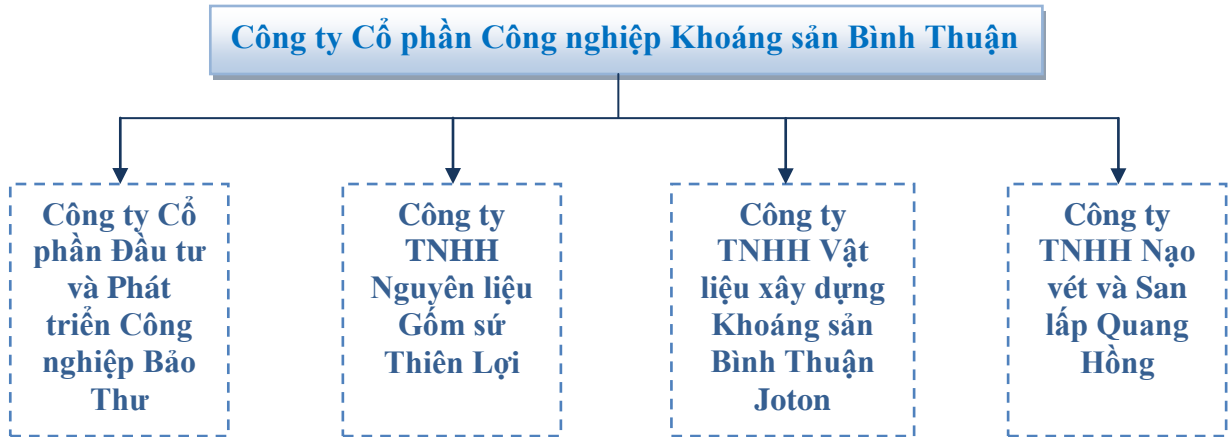 Công ty Cổ phần Công nghiệp Khoáng sản Bình Thuận
Công ty Cổ
phần Đầu tư
và Phát
triển Công
nghiệp Bảo
Thư
Công ty
TNHH
Nguyên liệu
Gốm sứ
Thiên Lợi
Công ty
TNHH Vật
liệu xây dựng
Khoáng sản
Bình Thuận
Joton
Công ty
TNHH Nạo
vét và San
lấp Quang
Hồng